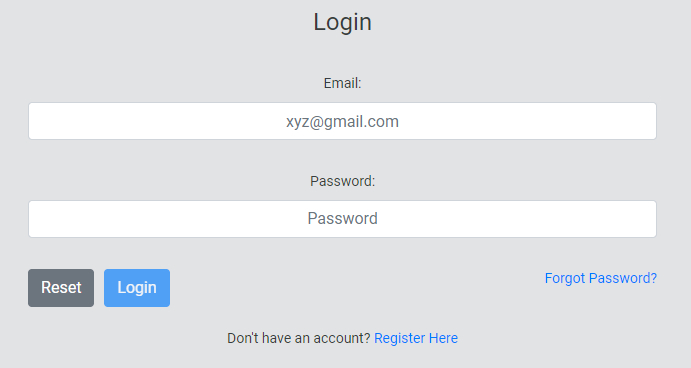 Login
Email:
xyz@gmail.com
Password:
Password
Reset Login Forgot Password?
Don't have an account? Register Here